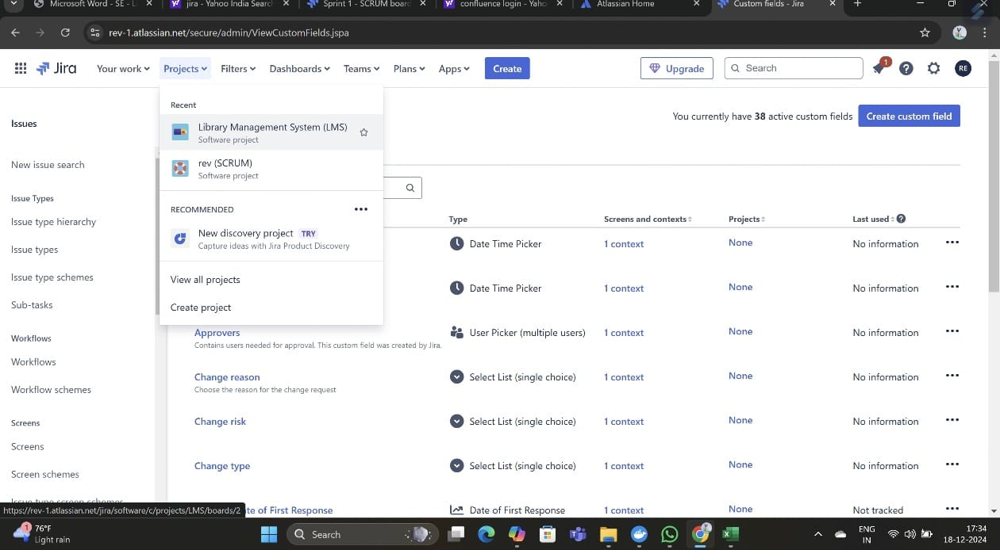 Microsoft Word - SE - L
jira - Yahoo India Search
Sprint 1 - SCRUM board
confluence login - Yaho
Atlassian Home
Custom fields - Jira
rev-1.atlassian.net/secure/admin/ViewCustomFields.jspa
Jira
Your work
Projects
Filters
Dashboards
Teams
Plans
Apps
Create
Upgrade
Search
1
RE
Recent
Library Management System (LMS)
Software project
rev (SCRUM)
Software project
RECOMMENDED
New discovery project TRY
Capture ideas with Jira Product Discovery
View all projects
Create project
Issues
New issue search
Issue Types
Issue type hierarchy
Issue types
Issue type schemes
Sub-tasks
Workflows
Workflows
Workflow schemes
Screens
Screens
Screen schemes
Issue type screen schemes
You currently have 38 active custom fields
Create custom field
Type Screens and contexts Projects Last used
Date Time Picker 1 context None No information
Date Time Picker 1 context None No information
Approvers User Picker (multiple users) 1 context None No information
Contains users needed for approval. This custom field was created by Jira.
Change reason Select List (single choice) 1 context None No information
Choose the reason for the change request
Change risk Select List (single choice) 1 context None No information
Change type Select List (single choice) 1 context None No information
te of First Response Date of First Response 1 context None Not tracked
https://rev-1.atlassian.net/jira/software/c/projects/LMS/boards/2
1
76°F
Light rain
Search
ENG
IN
17:34
18-12-2024